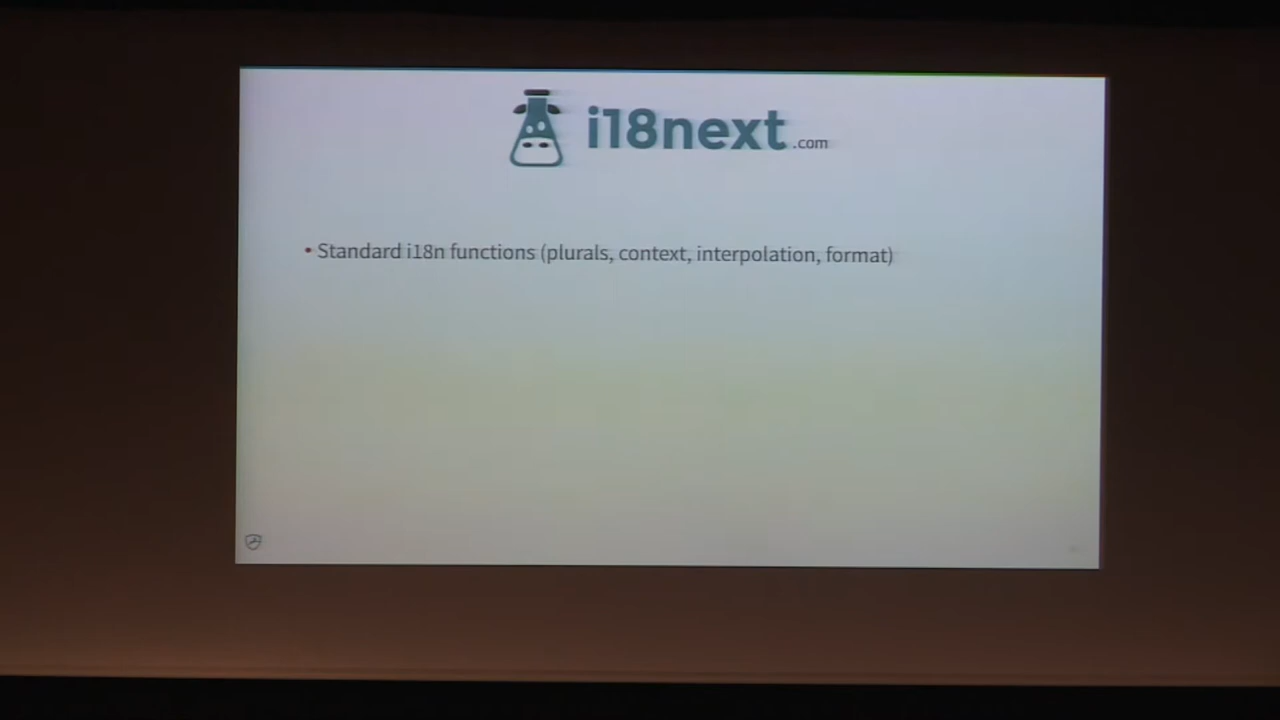 i18next.com
• Standard i18n functions (plurals, context, interpolation, format)